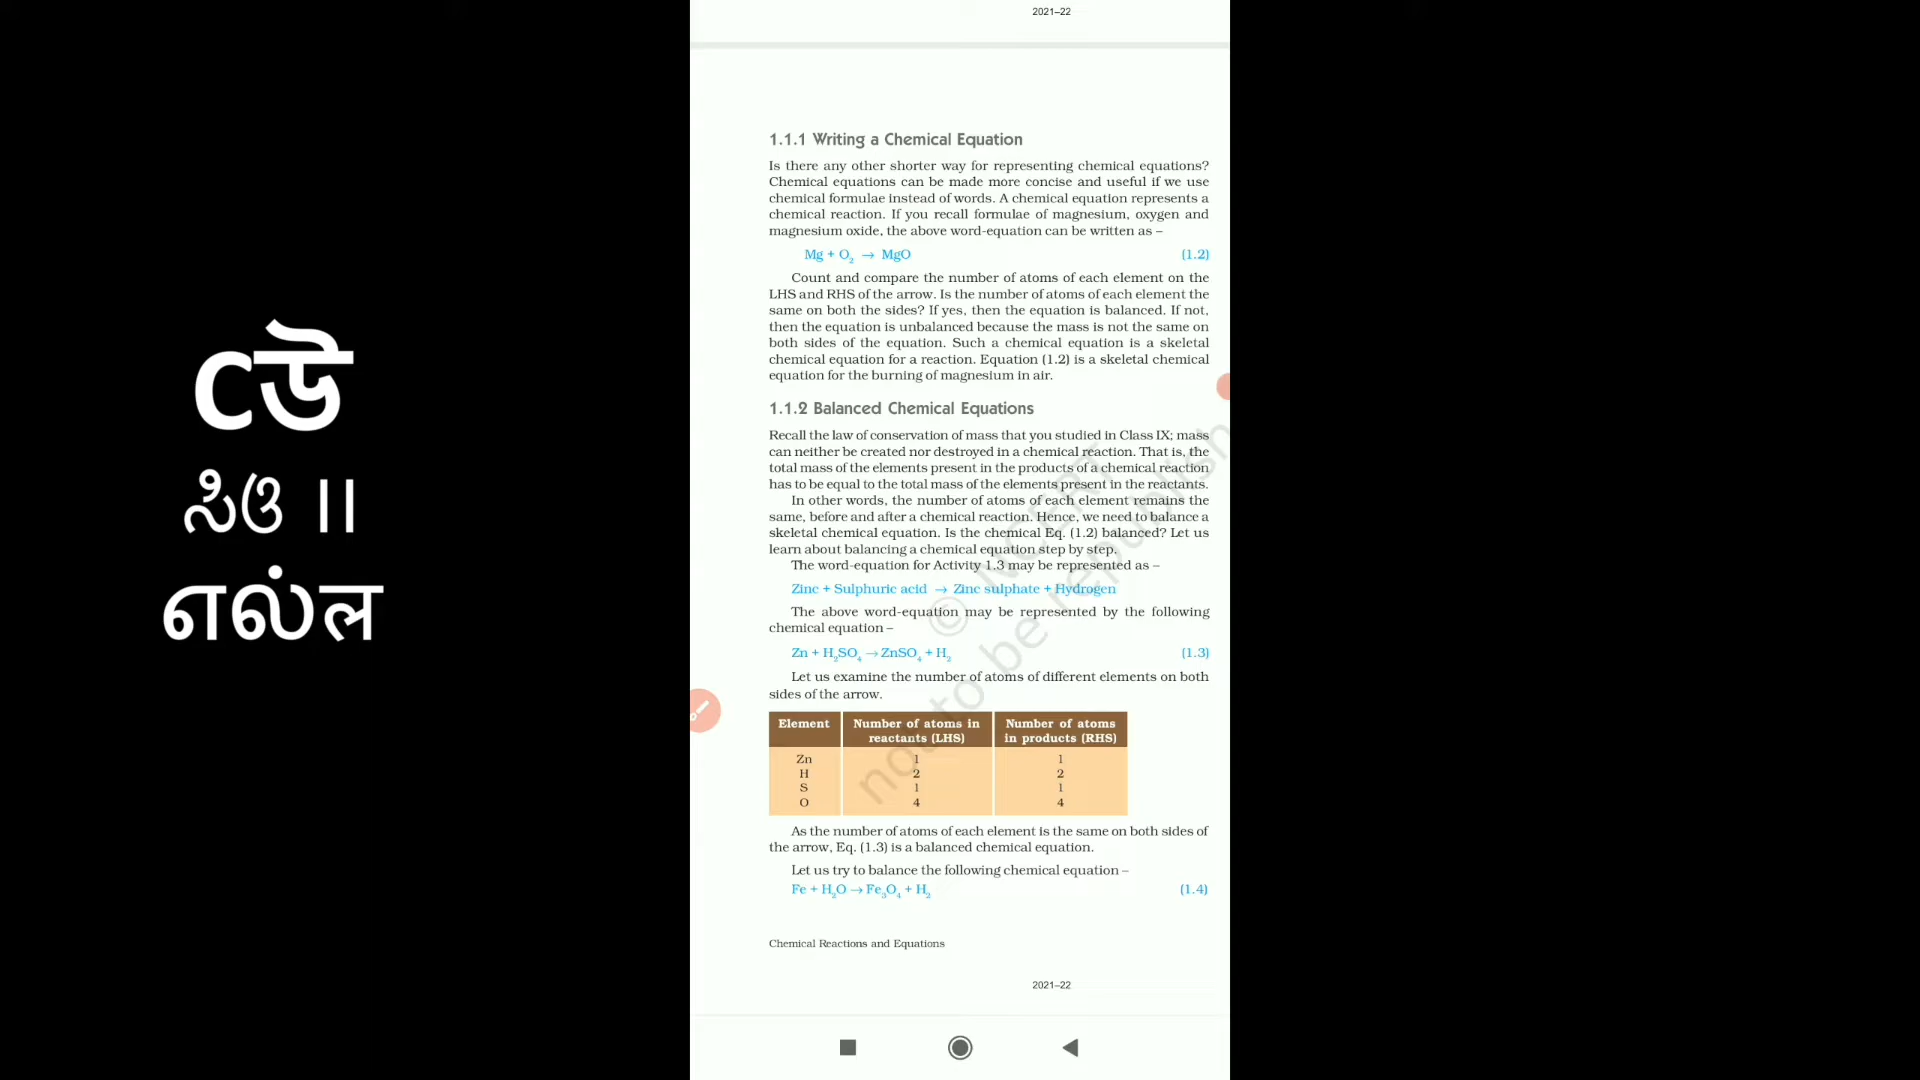 Cउॆ
ಸಿஒ ॥
எல்ंल
2021–22
1.1.1 Writing a Chemical Equation
Is there any other shorter way for representing chemical equations?
Chemical equations can be made more concise and useful if we use
chemical formulae instead of words. A chemical equation represents a
chemical reaction. If you recall formulae of magnesium, oxygen and
magnesium oxide, the above word-equation can be written as –
Mg + O₂ → MgO (1.2)
Count and compare the number of atoms of each element on the
LHS and RHS of the arrow. Is the number of atoms of each element the
same on both the sides? If yes, then the equation is balanced. If not,
then the equation is unbalanced because the mass is not the same on
both sides of the equation. Such a chemical equation is a skeletal
chemical equation for a reaction. Equation (1.2) is a skeletal chemical
equation for the burning of magnesium in air.
1.1.2 Balanced Chemical Equations
Recall the law of conservation of mass that you studied in Class IX; mass
can neither be created nor destroyed in a chemical reaction. That is, the
total mass of the elements present in the products of a chemical reaction
has to be equal to the total mass of the elements present in the reactants.
In other words, the number of atoms of each element remains the
same, before and after a chemical reaction. Hence, we need to balance a
skeletal chemical equation. Is the chemical Eq. (1.2) balanced? Let us
learn about balancing a chemical equation step by step.
The word-equation for Activity 1.3 may be represented as –
Zinc + Sulphuric acid → Zinc sulphate + Hydrogen
The above word-equation may be represented by the following
chemical equation –
Zn + H₂SO₄ → ZnSO₄ + H₂ (1.3)
Let us examine the number of atoms of different elements on both
sides of the arrow.
Element Number of atoms in reactants (LHS) Number of atoms in products (RHS)
Zn 1 1
H 2 2
S 1 1
O 4 4
As the number of atoms of each element is the same on both sides of
the arrow, Eq. (1.3) is a balanced chemical equation.
Let us try to balance the following chemical equation –
Fe + H₂O → Fe₃O₄ + H₂ (1.4)
Chemical Reactions and Equations
2021–22
© NCERT
not to be republish